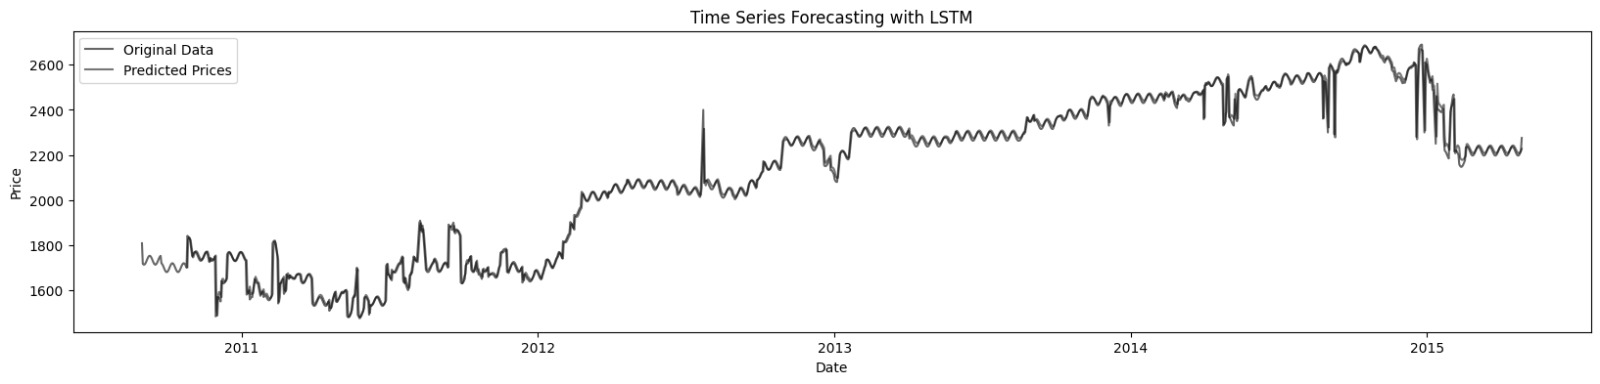 Time Series Forecasting with LSTM
Original Data
Predicted Prices
Price
2600
2400
2200
2000
1800
1600
2011 2012 2013 2014 2015
Date